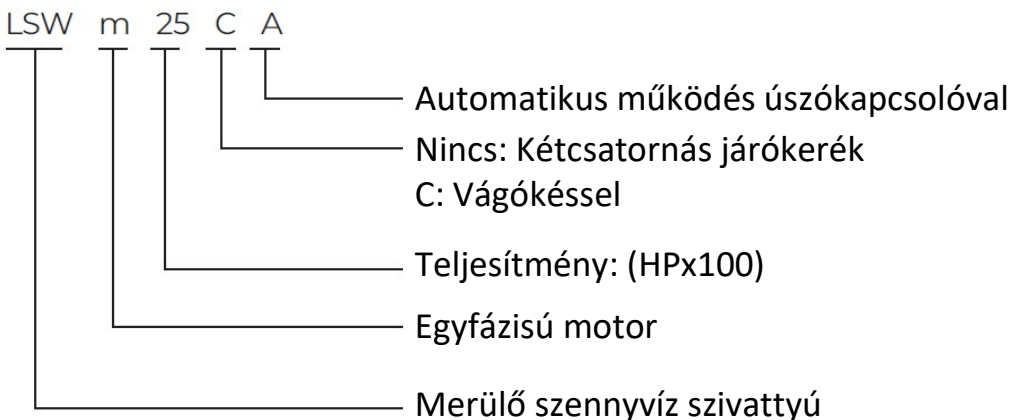 LSW m 25 C A
Automatikus működés úszókapcsolóval
Nincs: Kétcsatornás járókerék
C: Vágókéssel
Teljesítmény: (HPx100)
Egyfázisú motor
Merülő szennyvíz szivattyú